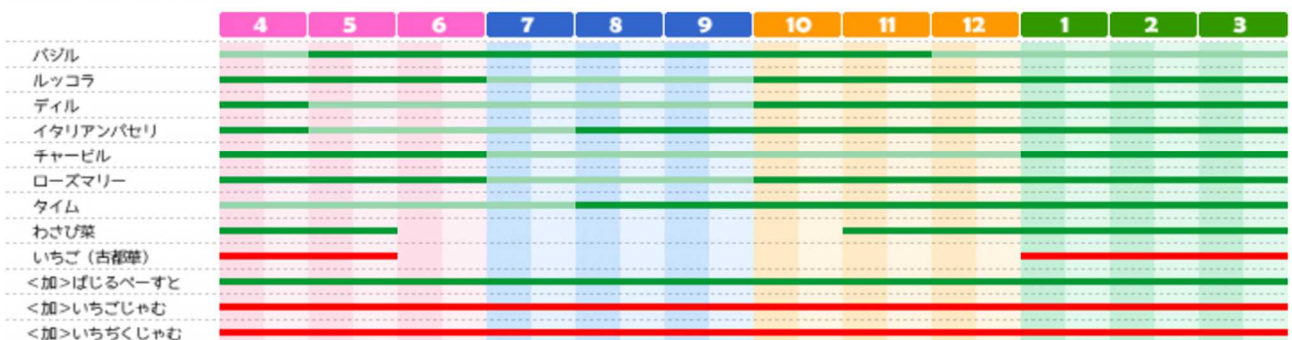 4 5 6 7 8 9 10 11 12 1 2 3
バジル
ルッコラ
ディル
イタリアンパセリ
チャービル
ローズマリー
タイム
わさび菜
いちご（古都華）
<加>ばじるぺーすと
<加>いちごじゃむ
<加>いちぢくじゃむ